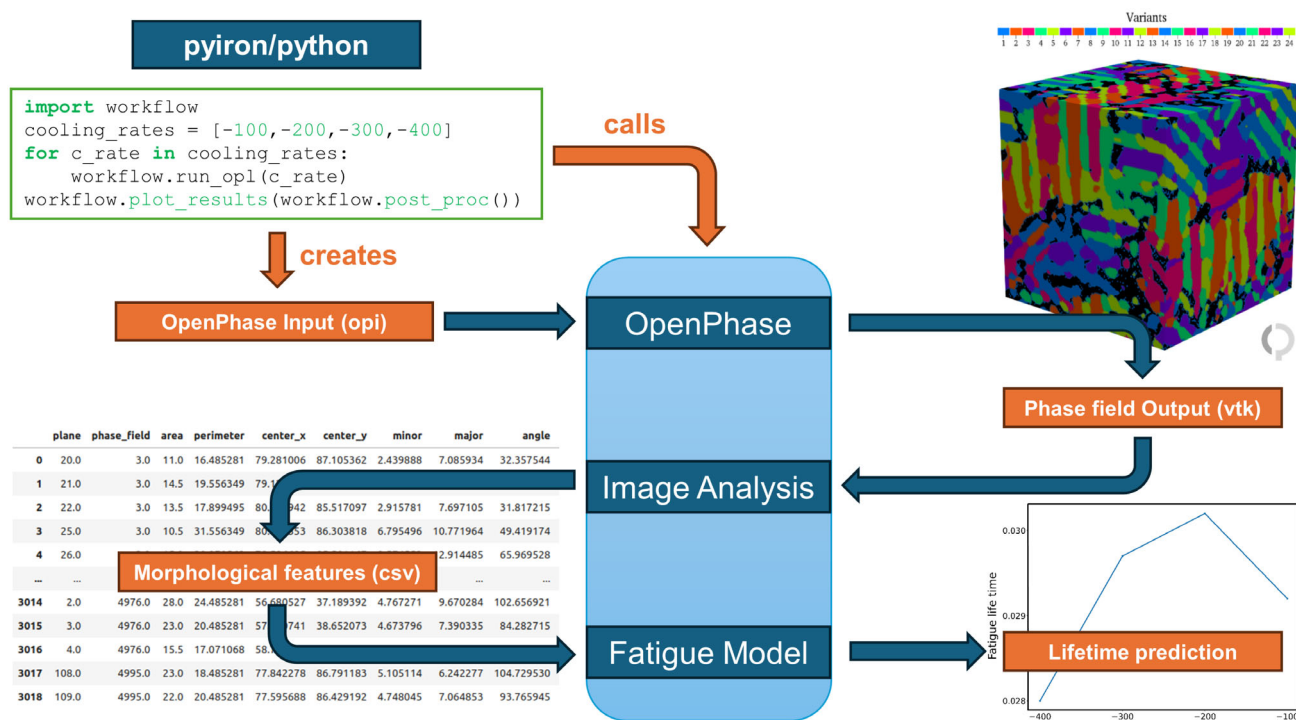 pyiron/python
import workflow
cooling_rates = [-100,-200,-300,-400]
for c_rate in cooling_rates:
workflow.run_opl(c_rate)
workflow.plot_results(workflow.post_proc())
calls
creates
Variants
1 2 3 4 5 6 7 8 9 10 11 12 13 14 15 16 17 18 19 20 21 22 23 24
OpenPhase Input (opi)
OpenPhase
Phase field Output (vtk)
Image Analysis
plane phase_field area perimeter center_x center_y minor major angle
0 20.0 3.0 11.0 16.485281 79.281006 87.105362 2.439888 7.085934 32.357544
1 21.0 3.0 14.5 19.556349
2 22.0 3.0 13.5 17.899495 85.517097 2.915781 7.697105 31.817215
3 25.0 3.0 10.5 31.556349 86.303818 6.795496 10.771964 49.419174
4 26.0 2.914485 65.969528
... ... ... ...
Morphological features (csv)
3014 2.0 4976.0 28.0 24.485281 56.680527 37.189392 4.767271 9.670284 102.656921
3015 3.0 4976.0 23.0 20.485281 38.652073 4.673796 7.390335 84.282715
3016 4.0 4976.0 15.5 17.071068
3017 108.0 4995.0 23.0 18.485281 77.842278 86.791183 5.105114 6.242277 104.729530
3018 109.0 4995.0 22.0 20.485281 77.595688 86.429192 4.748045 7.064853 93.765945
Fatigue Model
Lifetime prediction
Fatigue life time
0.030
0.029
0.028
−400 −300 −200 −100